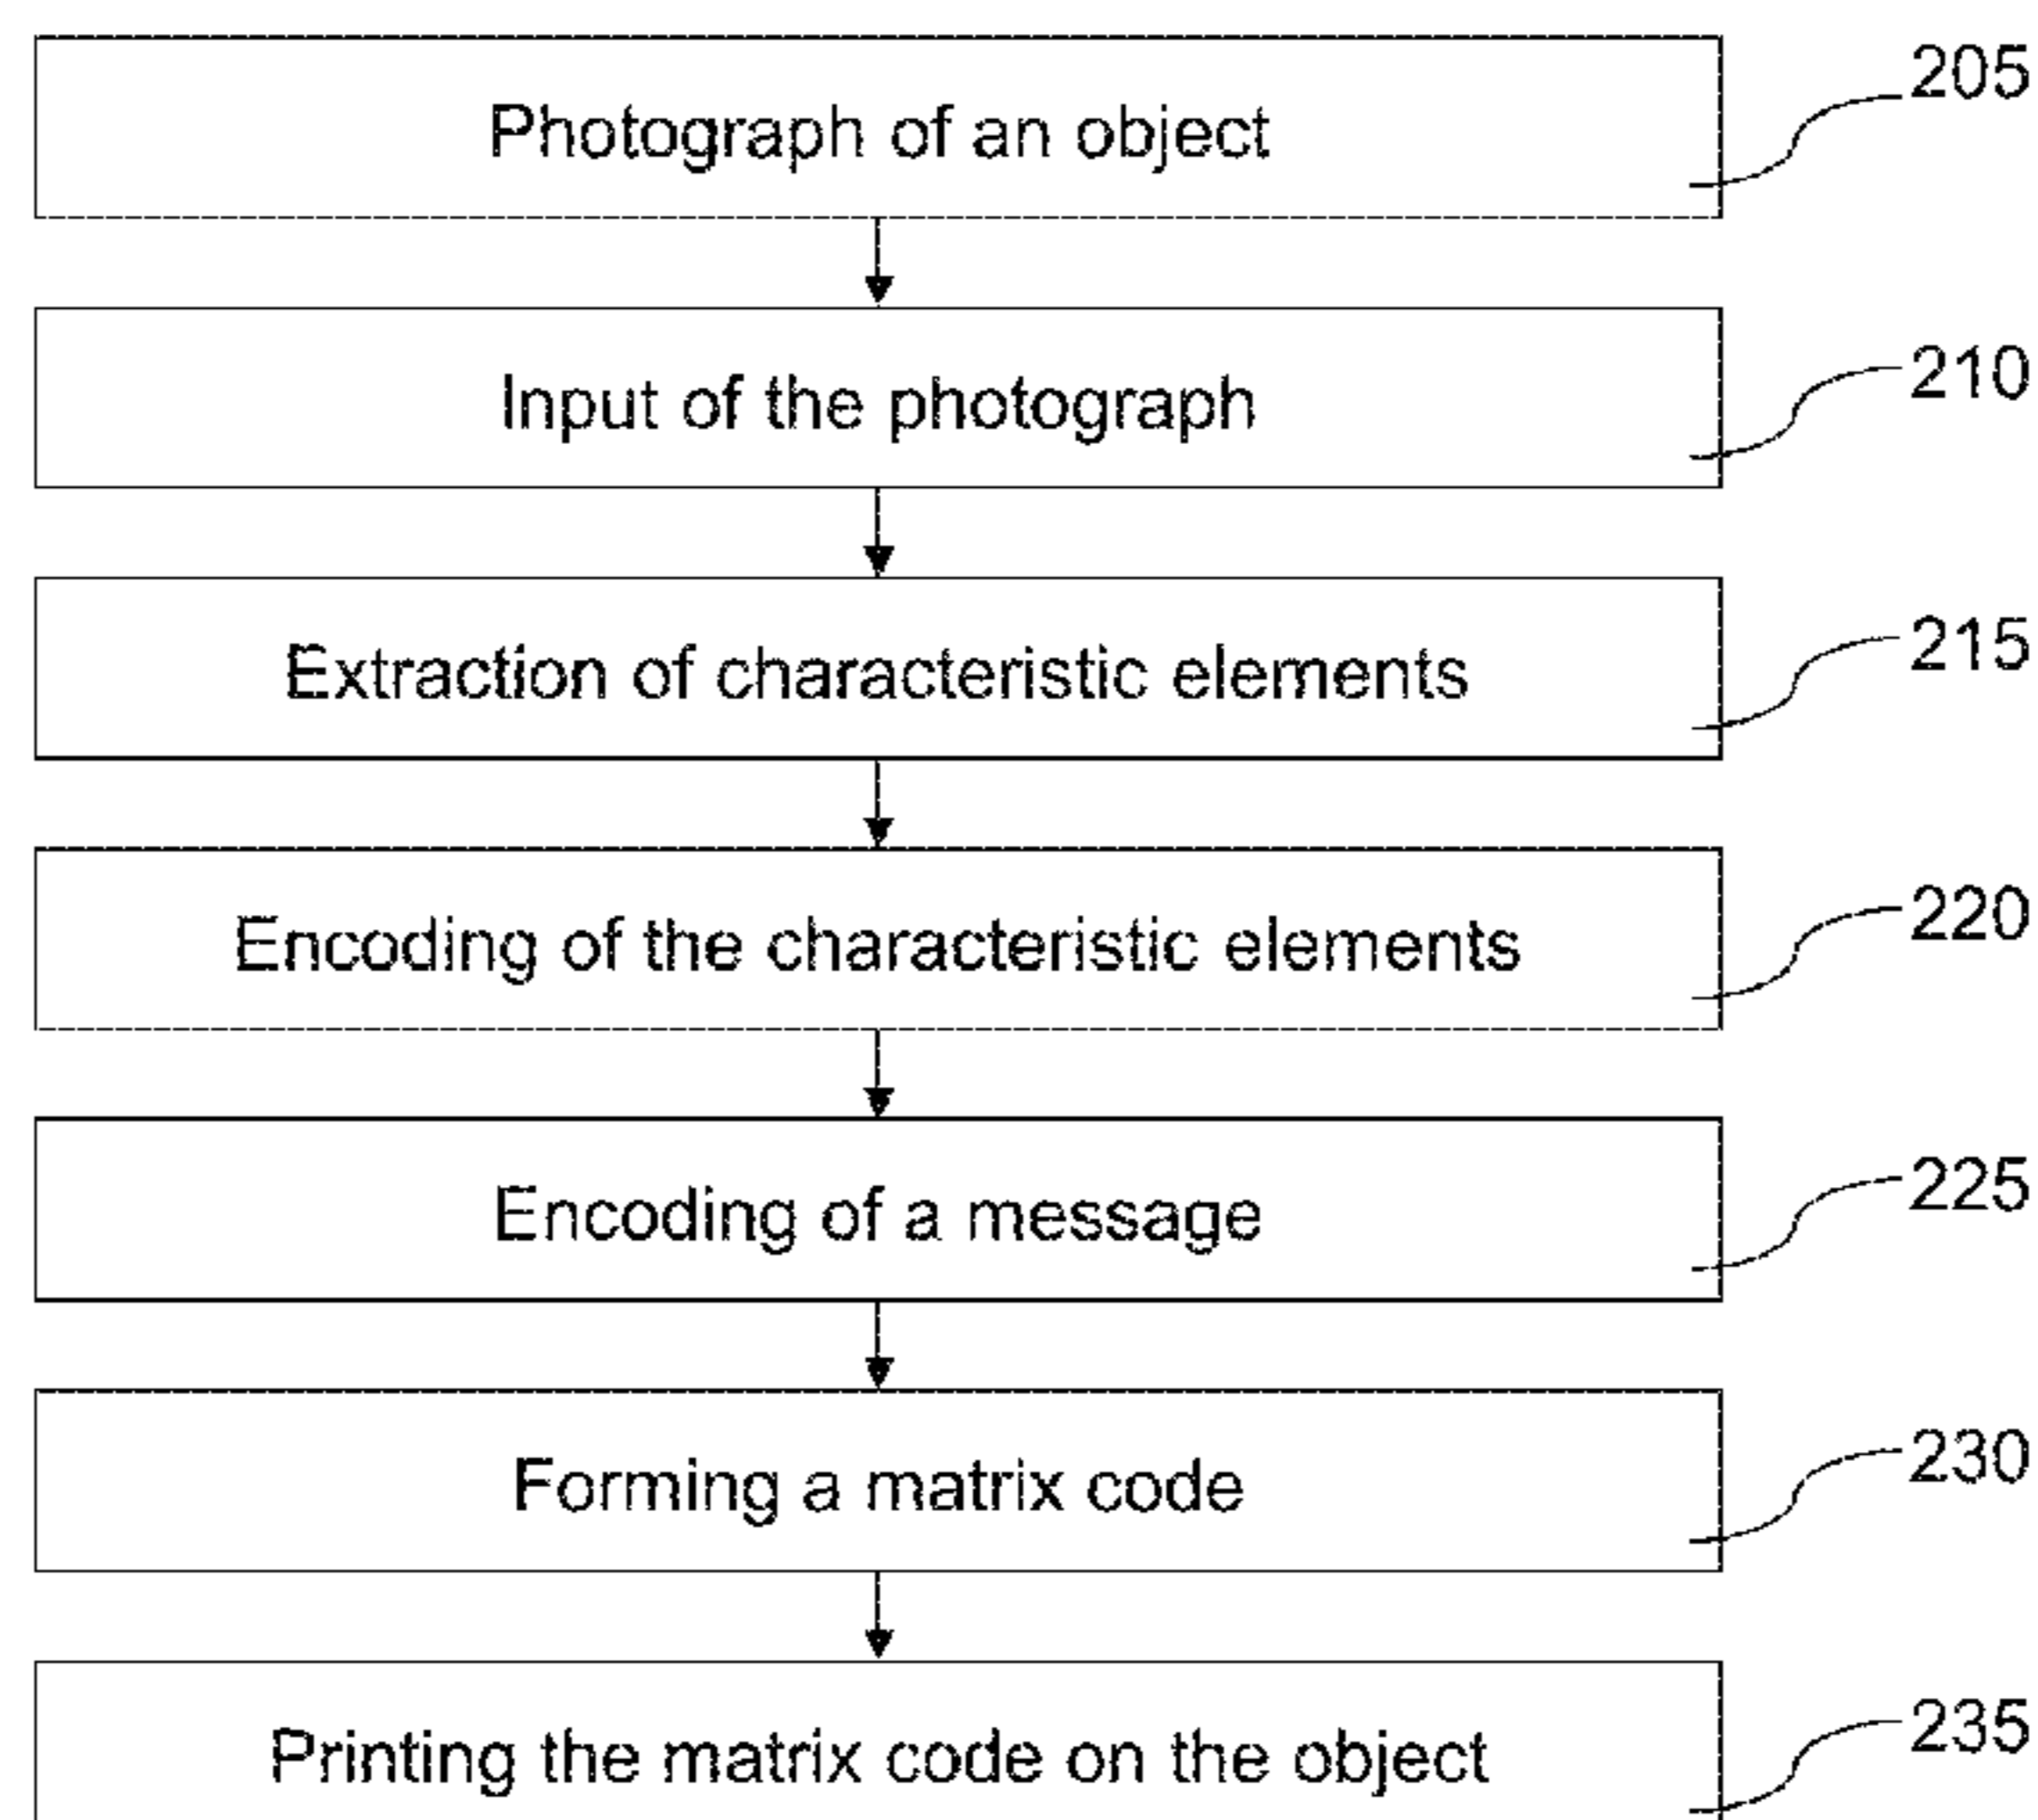 Photograph of an object 205
Input of the photograph 210
Extraction of characteristic elements 215
Encoding of the characteristic elements 220
Encoding of a message 225
Forming a matrix code 230
Printing the matrix code on the object 235